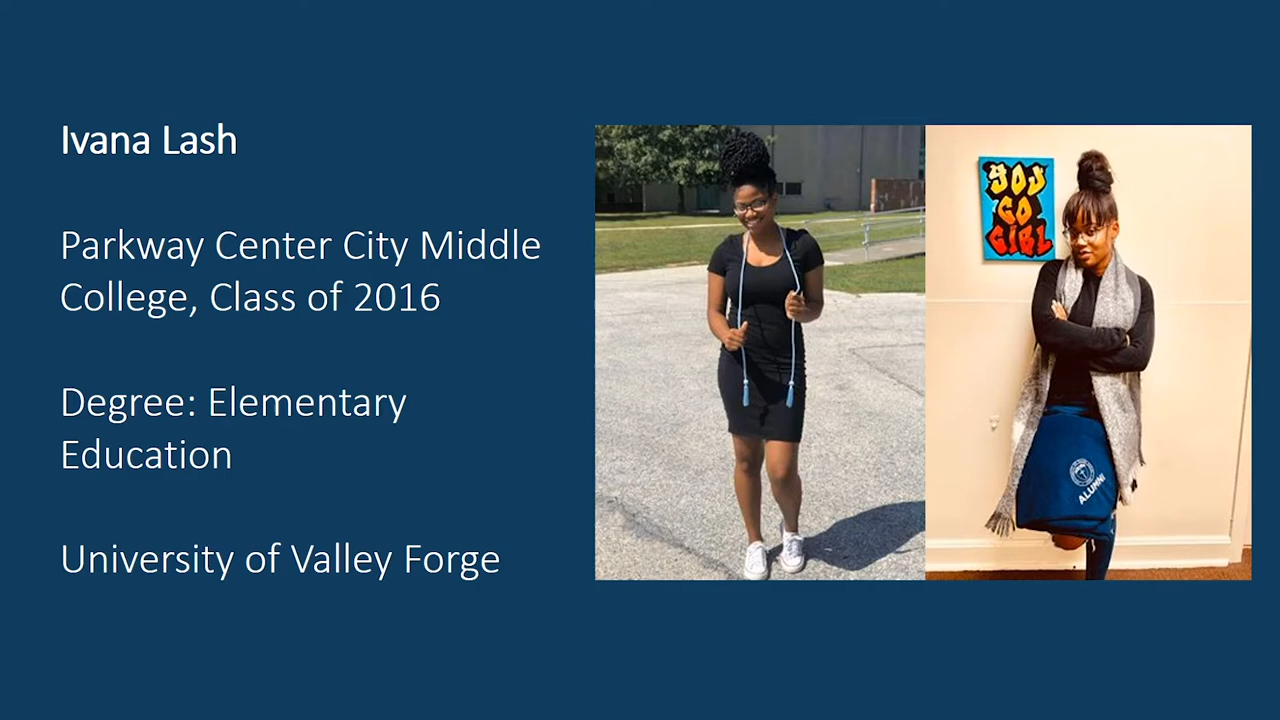 Ivana Lash
Parkway Center City Middle
College, Class of 2016
Degree: Elementary
Education
University of Valley Forge
YOU
GO
GIRL
ALUMNI